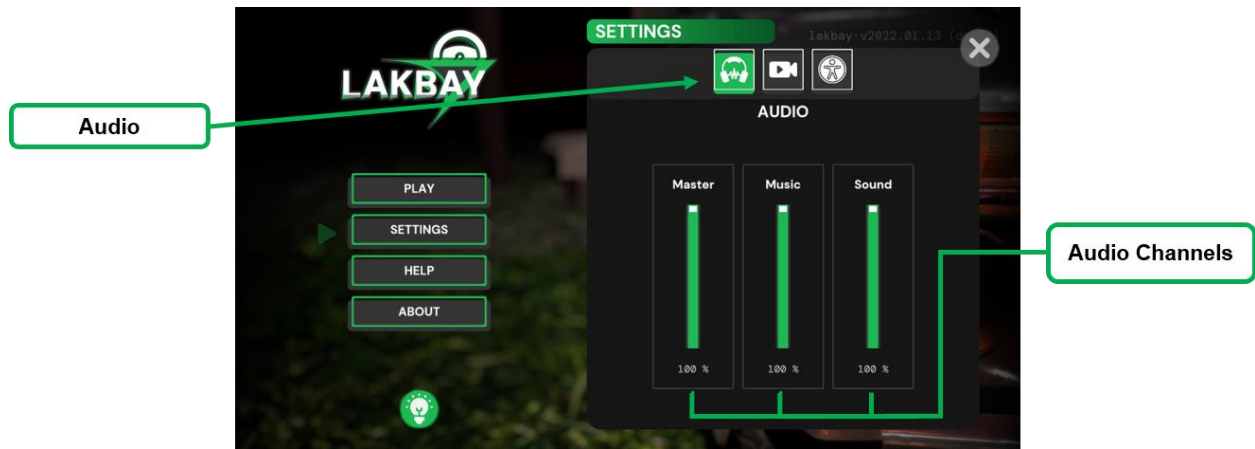 SETTINGS
lakbay-v2022.01.13
LAKBAY
Audio
AUDIO
PLAY
SETTINGS
HELP
ABOUT
Master Music Sound
100 % 100 % 100 %
Audio Channels